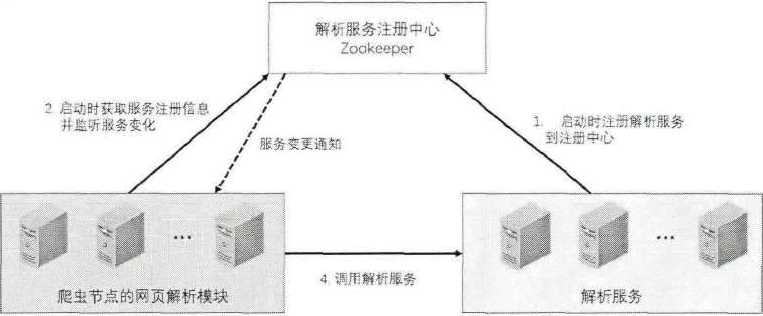 解析服务注册中心
Zookeeper
2. 启动时获取服务注册信息
并监听服务变化
1. 启动时注册解析服务
到注册中心
服务变更通知
...
...
4. 调用解析服务
爬虫节点的网页解析模块
解析服务